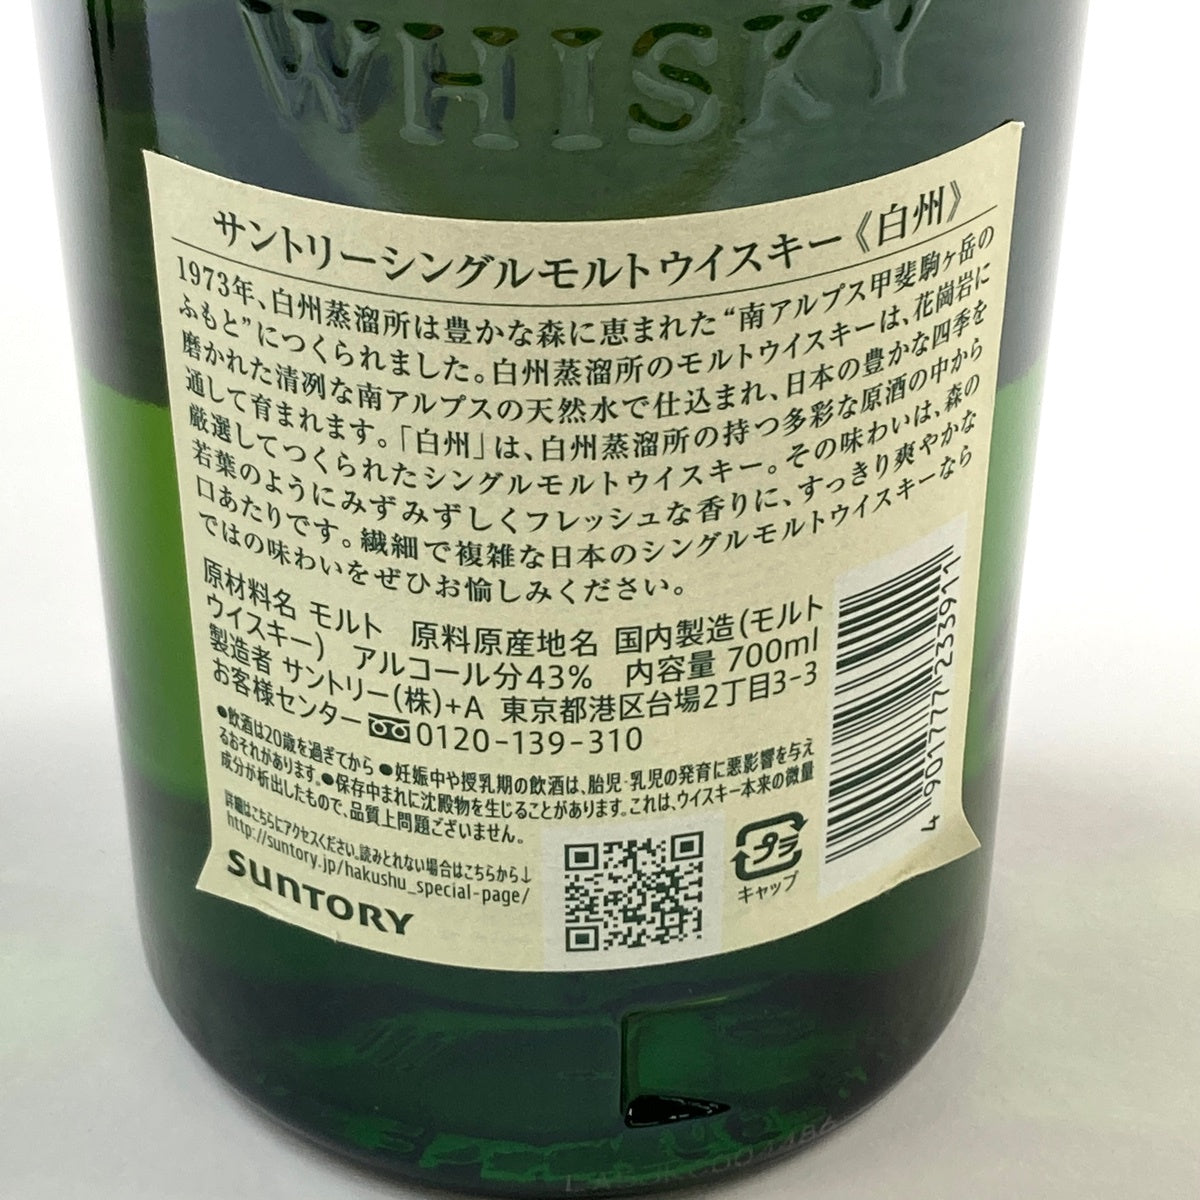 WHISKY
サントリーシングルモルトウイスキー《白州》
1973年、白州蒸溜所は豊かな森に恵まれた“南アルプス甲斐駒ヶ岳の
ふもと”につくられました。白州蒸溜所のモルトウイスキーは、花崗岩に
磨かれた清冽な南アルプスの天然水で仕込まれ、日本の豊かな四季を
通して育まれます。「白州」は、白州蒸溜所の持つ多彩な原酒の中から
厳選してつくられたシングルモルトウイスキー。その味わいは、森の
若葉のようにみずみずしくフレッシュな香りに、すっきり爽やかな
口あたりです。繊細で複雑な日本のシングルモルトウイスキーなら
ではの味わいをぜひお愉しみください。
原材料名 モルト 原料原産地名 国内製造(モルト
ウイスキー) アルコール分43% 内容量 700ml
製造者 サントリー(株)+A 東京都港区台場2丁目3-3
お客様センター 0120-139-310
●飲酒は20歳を過ぎてから ●妊娠中や授乳期の飲酒は、胎児・乳児の発育に悪影響を与え
るおそれがあります。●保存中まれに沈殿物を生じることがあります。これは、ウイスキー本来の微量
成分が析出したもので、品質上問題ございません。
詳細はこちらにアクセスください。読みとれない場合はこちらから↓
http://suntory.jp/hakushu_special-page/
SUNTORY
プラ
キャップ
4 901777 233911